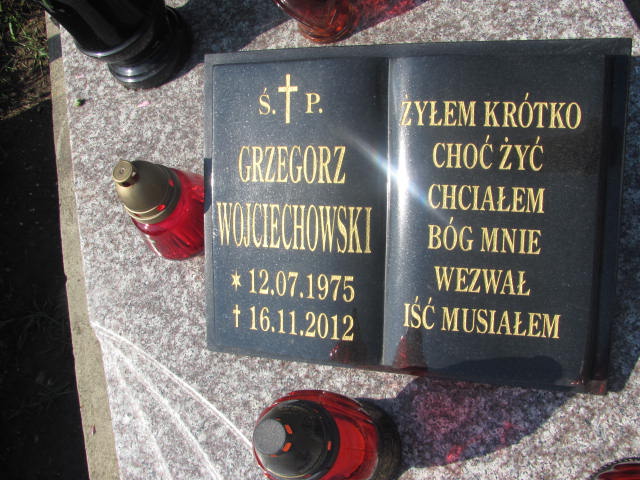 Ś. P.
GRZEGORZ
WOJCIECHOWSKI
* 12.07.1975
† 16.11.2012
ŻYŁEM KRÓTKO
CHOĆ ŻYĆ
CHCIAŁEM
BÓG MNIE
WEZWAŁ
IŚĆ MUSIAŁEM